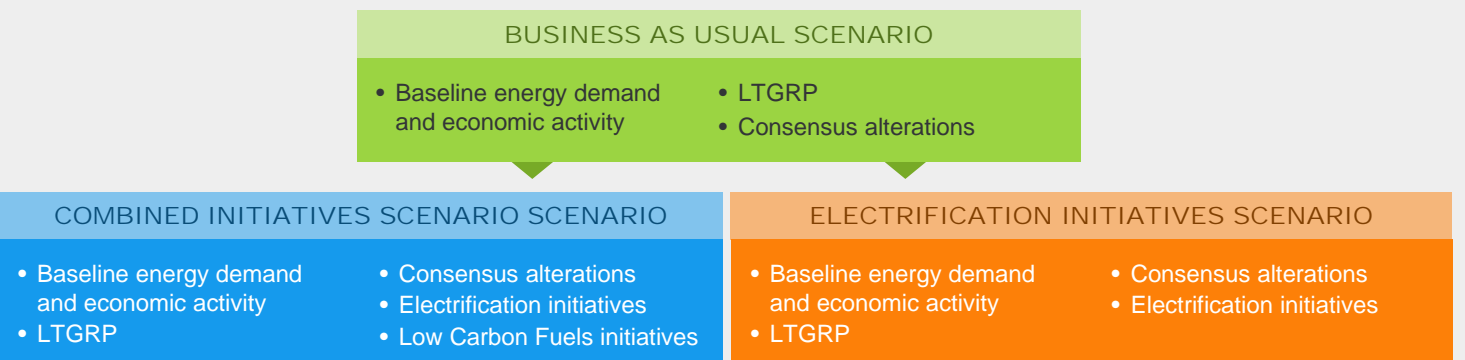 BUSINESS AS USUAL SCENARIO
• Baseline energy demand
and economic activity
• LTGRP
• Consensus alterations
COMBINED INITIATIVES SCENARIO SCENARIO
• Baseline energy demand
and economic activity
• LTGRP
• Consensus alterations
• Electrification initiatives
• Low Carbon Fuels initiatives
ELECTRIFICATION INITIATIVES SCENARIO
• Baseline energy demand
and economic activity
• LTGRP
• Consensus alterations
• Electrification initiatives